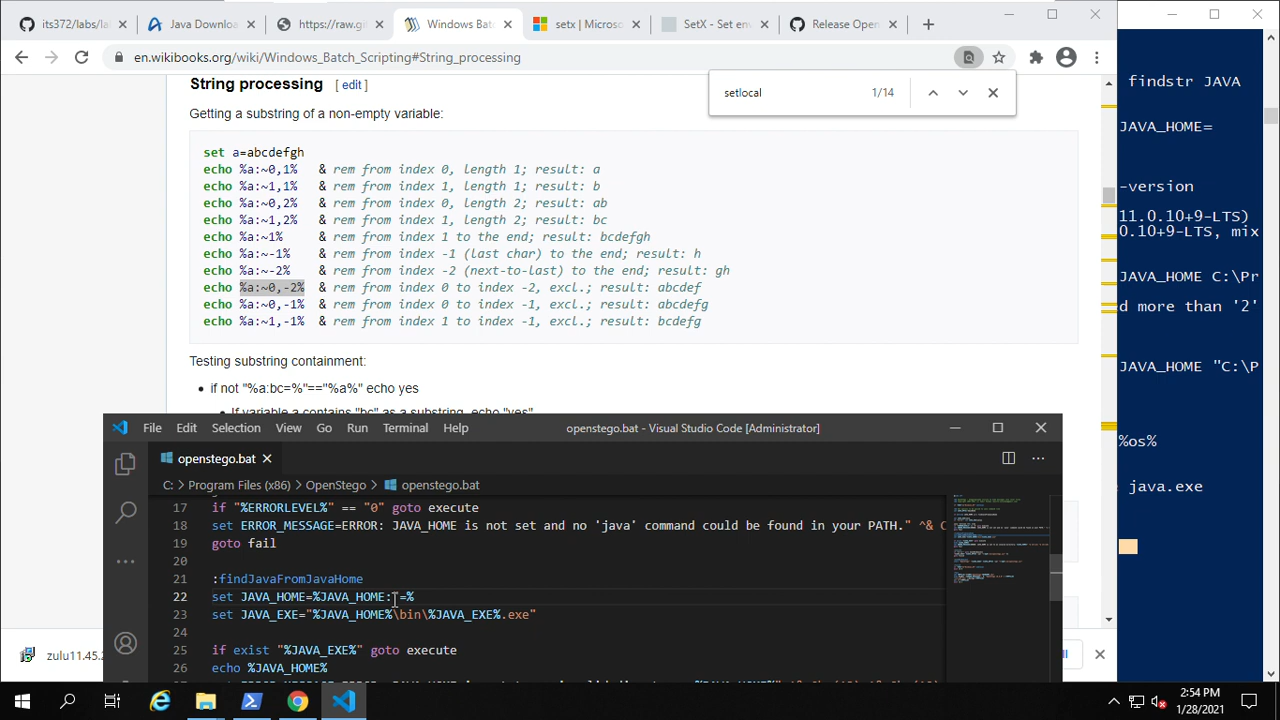 its372/labs/la
Java Downloa
https://raw.gi
Windows Bat
setx | Microso
SetX - Set env
Release Open
en.wikibooks.org/wiki/Windows_Batch_Scripting#String_processing
setlocal 1/14
String processing [ edit ]
Getting a substring of a non-empty variable:
set a=abcdefgh
echo %a:~0,1% & rem from index 0, length 1; result: a
echo %a:~1,1% & rem from index 1, length 1; result: b
echo %a:~0,2% & rem from index 0, length 2; result: ab
echo %a:~1,2% & rem from index 1, length 2; result: bc
echo %a:~1% & rem from index 1 to the end; result: bcdefgh
echo %a:~-1% & rem from index -1 (last char) to the end; result: h
echo %a:~-2% & rem from index -2 (next-to-last) to the end; result: gh
echo %a:~0,-2% & rem from index 0 to index -2, excl.; result: abcdef
echo %a:~0,-1% & rem from index 0 to index -1, excl.; result: abcdefg
echo %a:~1,-1% & rem from index 1 to index -1, excl.; result: bcdefg
Testing substring containment:
• if not "%a:bc=%"=="%a%" echo yes
If variable a contains "bc" as a substring, echo "yes"
findstr JAVA
JAVA_HOME=
-version
11.0.10+9-LTS)
0.10+9-LTS, mix
JAVA_HOME C:\Pr
d more than '2'
JAVA_HOME "C:\P
%os%
java.exe
File Edit Selection View Go Run Terminal Help
openstego.bat - Visual Studio Code [Administrator]
openstego.bat
C: > Program Files (x86) > OpenStego > openstego.bat
17 if "%ERRORLEVEL%" "0" goto execute
18 set ERROR_MESSAGE=ERROR: JAVA_HOME is not set and no 'java' command could be found in your PATH." ^& C
19 goto fail
20
21 :findJavaFromJavaHome
22 set JAVA_HOME=%JAVA_HOME:"=%
23 set JAVA_EXE="%JAVA_HOME%\bin\%JAVA_EXE%.exe"
24
25 if exist "%JAVA_EXE%" goto execute
26 echo %JAVA_HOME%
zulu11.45.2
ll
2:54 PM
1/28/2021